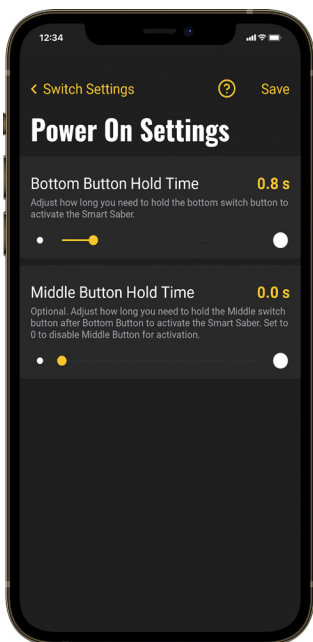 12:34
Switch Settings ? Save
Power On Settings
Bottom Button Hold Time 0.8 s
Adjust how long you need to hold the bottom switch button to
activate the Smart Saber.
Middle Button Hold Time 0.0 s
Optional. Adjust how long you need to hold the Middle switch
button after Bottom Button to activate the Smart Saber. Set to
0 to disable Middle Button for activation.